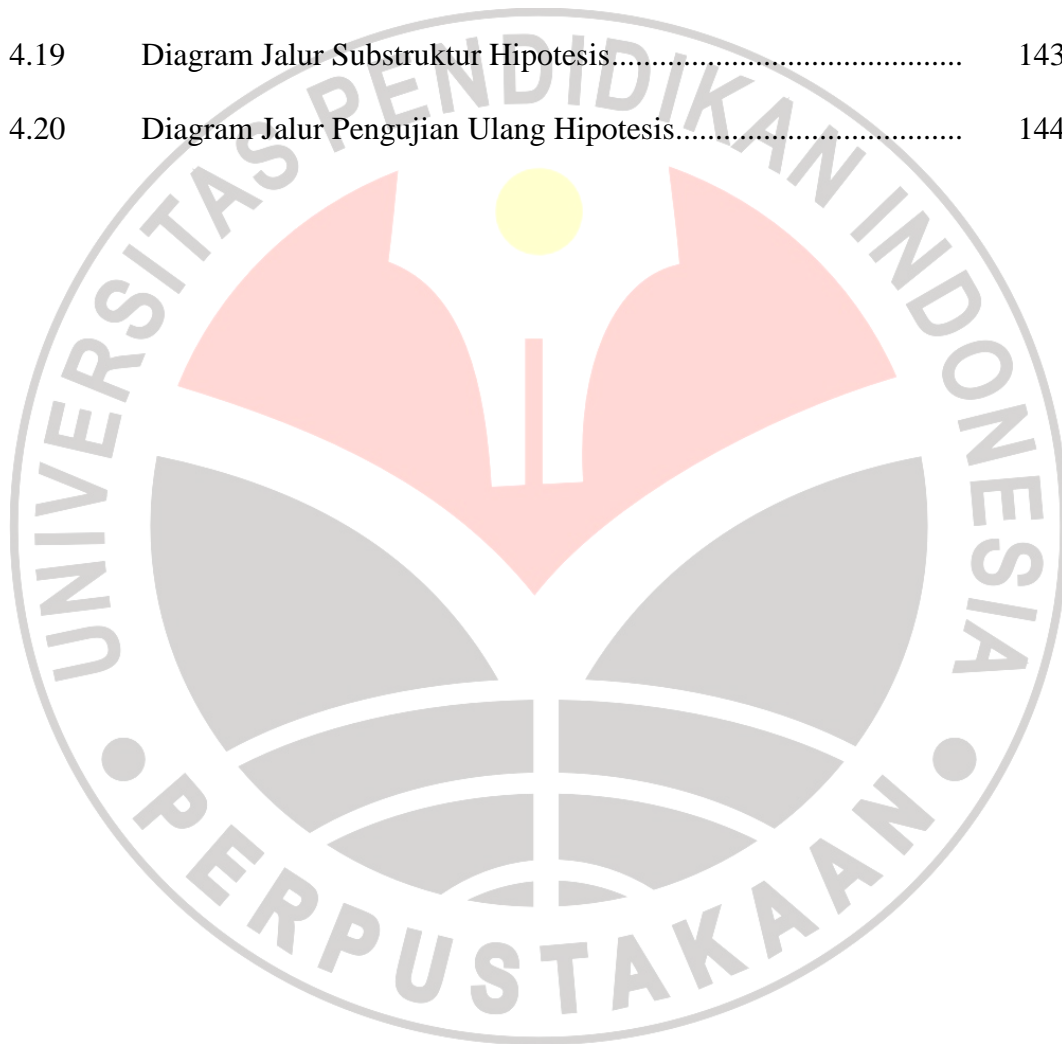 4.19 Diagram Jalur Substruktur Hipotesis.......................................... 143
4.20 Diagram Jalur Pengujian Ulang Hipotesis.................................. 144
UNIVERSITAS PENDIDIKAN INDONESIA
PERPUSTAKAAN